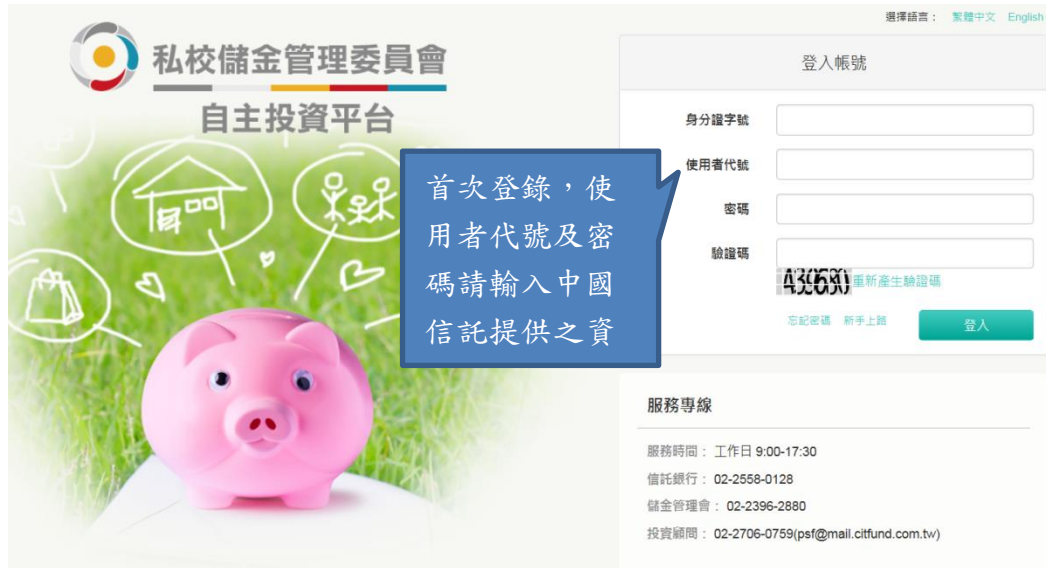 選擇語言： 繁體中文 English
私校儲金管理委員會
自主投資平台
首次登錄，使
用者代號及密
碼請輸入中國
信託提供之資
登入帳號
身分證字號
使用者代號
密碼
驗證碼
重新產生驗證碼
忘記密碼 新手上路 登入
服務專線
服務時間： 工作日 9:00-17:30
信託銀行： 02-2558-0128
儲金管理會： 02-2396-2880
投資顧問： 02-2706-0759(psf@mail.citfund.com.tw)